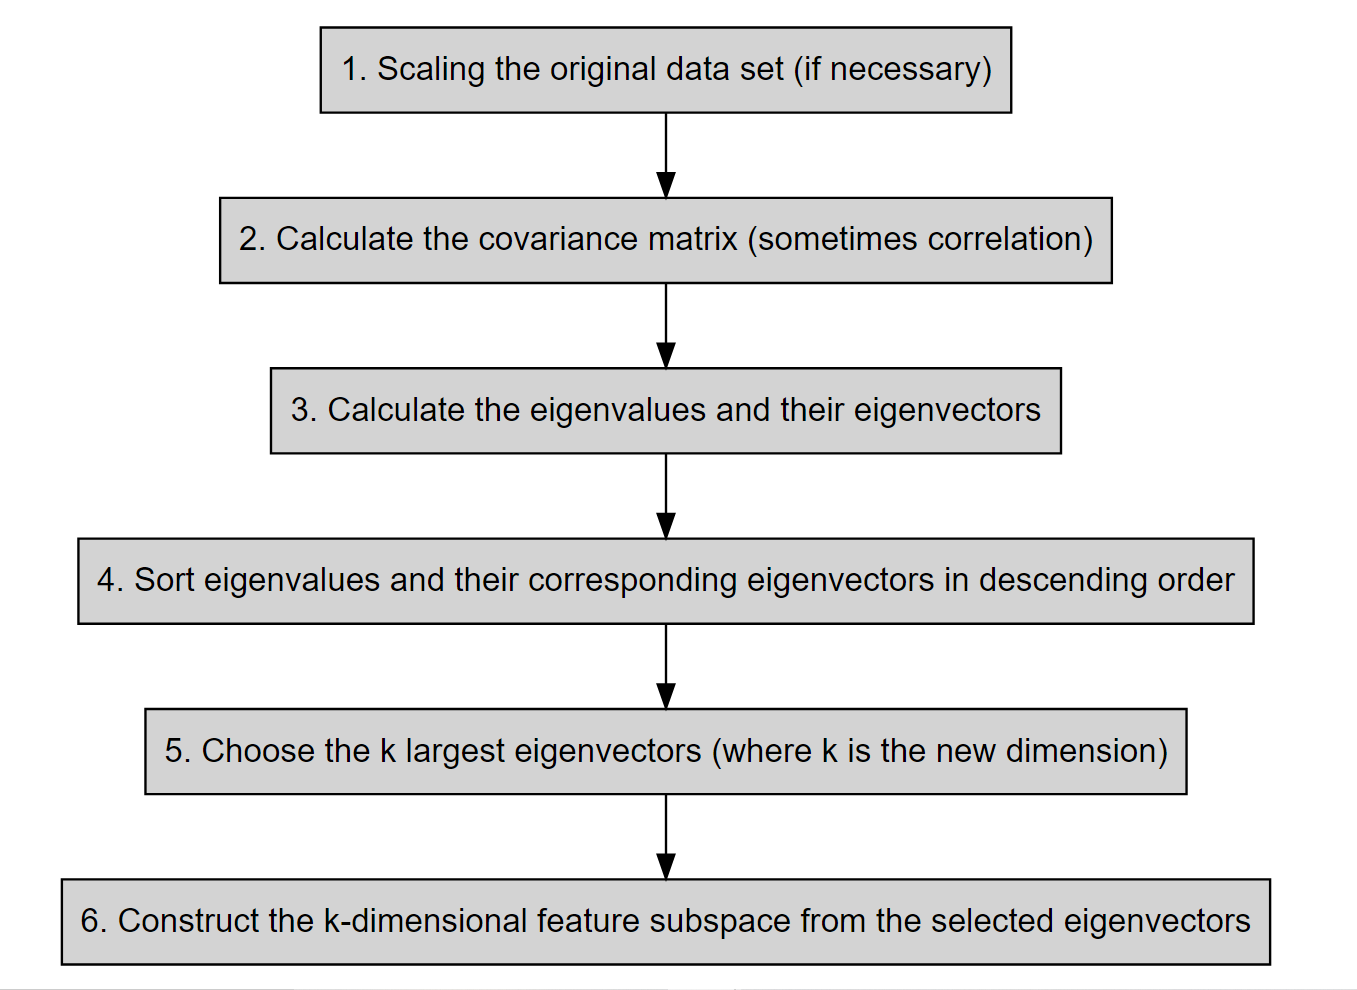 1. Scaling the original data set (if necessary)
2. Calculate the covariance matrix (sometimes correlation)
3. Calculate the eigenvalues and their eigenvectors
4. Sort eigenvalues and their corresponding eigenvectors in descending order
5. Choose the k largest eigenvectors (where k is the new dimension)
6. Construct the k-dimensional feature subspace from the selected eigenvectors